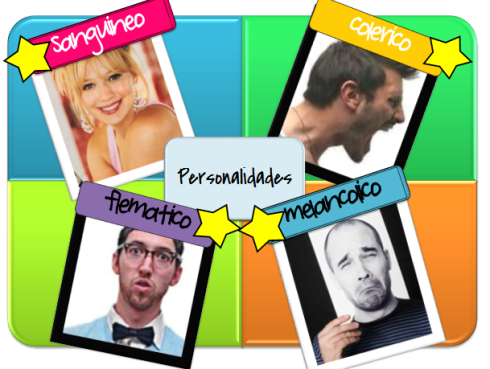 sanguineo
colerico
Personalidades
flematico
melancolico